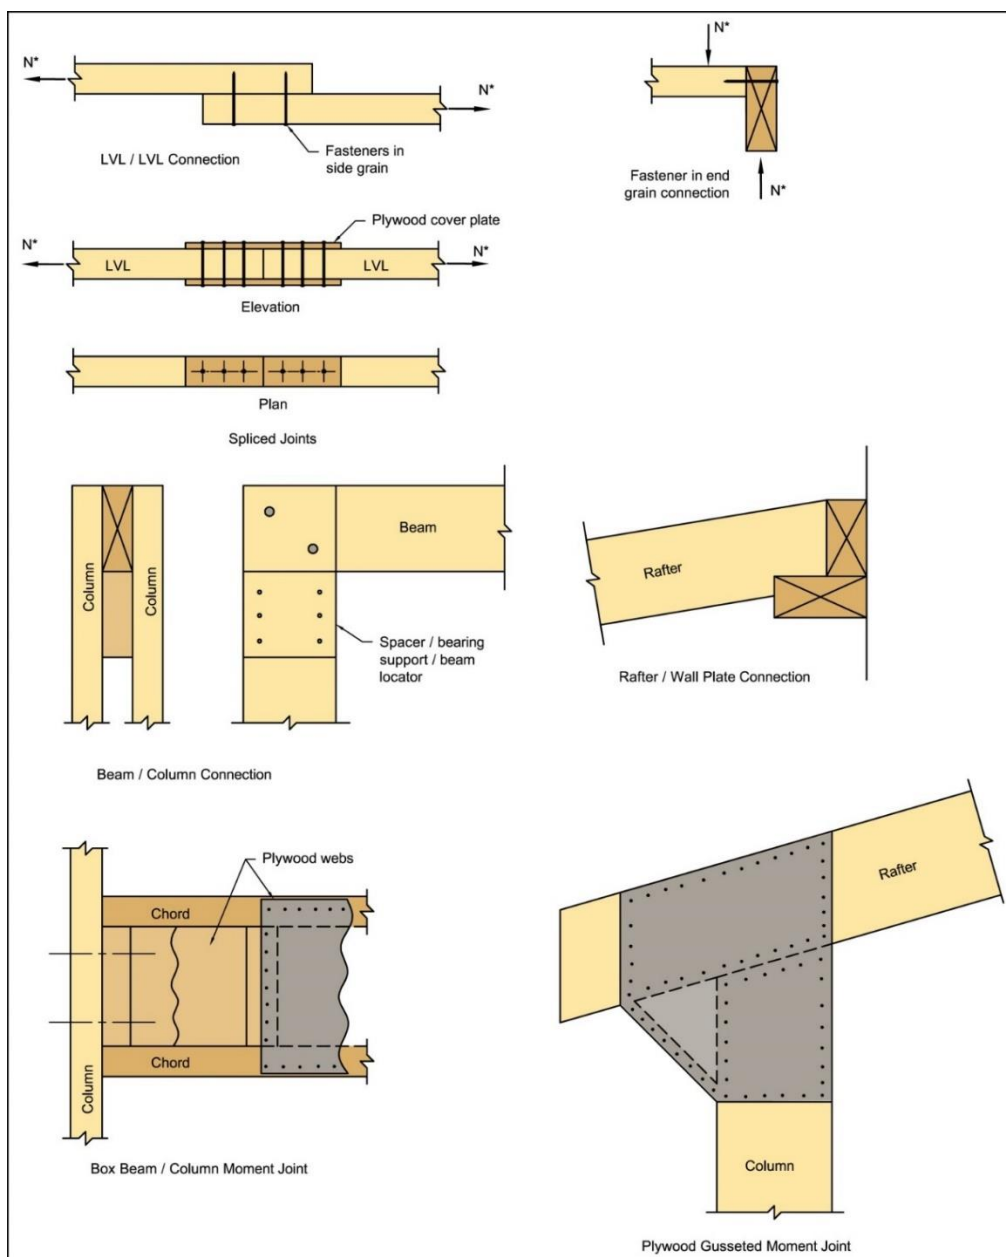 N*
N*
Fasteners in
side grain
LVL / LVL Connection
N*
N*
Fastener in end
grain connection
Plywood cover plate
N*
N*
LVL
LVL
Elevation
Plan
Spliced Joints
Column
Column
Beam
Spacer / bearing
support / beam
locator
Beam / Column Connection
Rafter
Rafter / Wall Plate Connection
Plywood webs
Chord
Chord
Column
Box Beam / Column Moment Joint
Rafter
Column
Plywood Gusseted Moment Joint